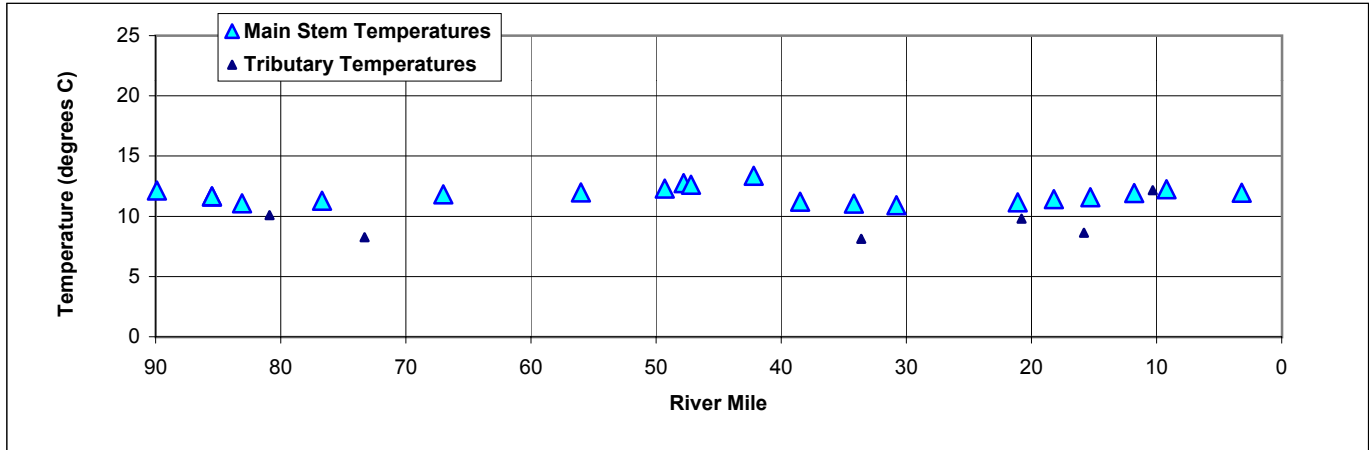 Main Stem Temperatures
Tributary Temperatures
Temperature (degrees C)
25
20
15
10
5
0
90 80 70 60 50 40 30 20 10 0
River Mile